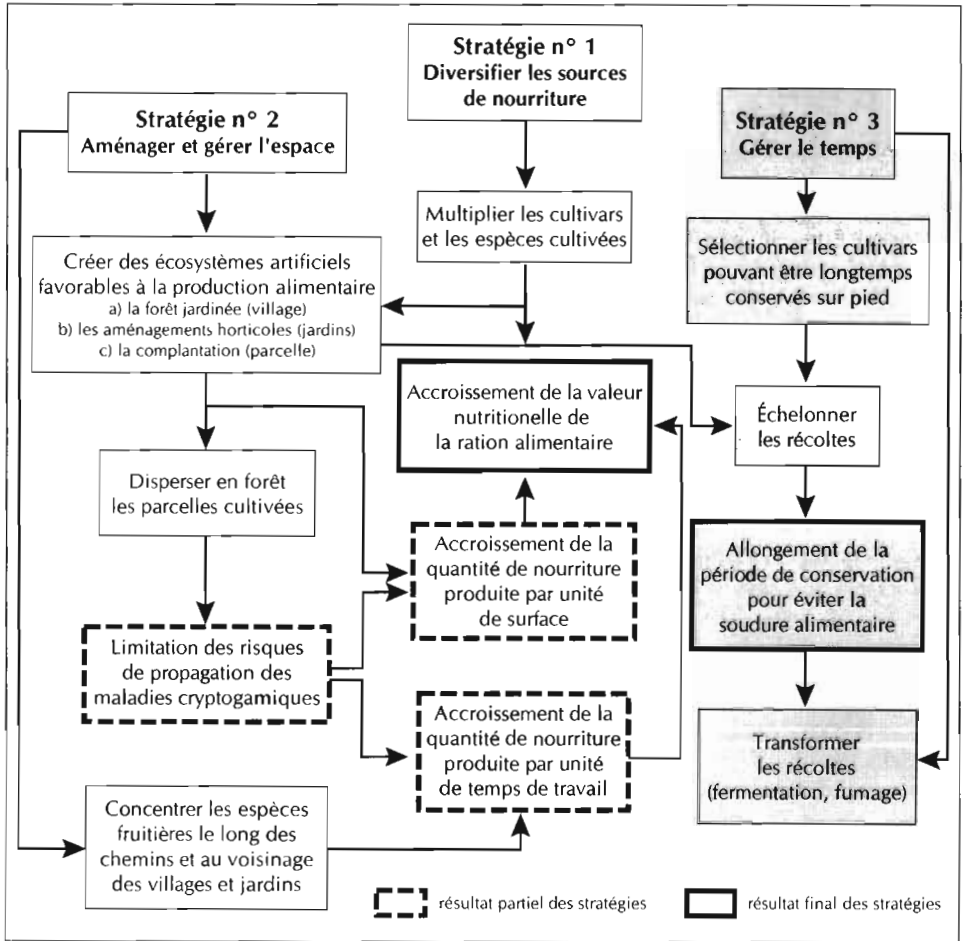 Stratégie n° 1
Diversifier les sources
de nourriture
Stratégie n° 2
Aménager et gérer l'espace
Stratégie n° 3
Gérer le temps
Multiplier les cultivars
et les espèces cultivées
Sélectionner les cultivars
pouvant être longtemps
conservés sur pied
Créer des écosystèmes artificiels
favorables à la production alimentaire
a) la forêt jardinée (village)
b) les aménagements horticoles (jardins)
c) la complantation (parcelle)
Accroissement de la valeur
nutritionelle de
la ration alimentaire
Échelonner
les récoltes
Disperser en forêt
les parcelles cultivées
Accroissement de la
quantité de nourriture
produite par unité
de surface
Allongement de la
période de conservation
pour éviter la
soudure alimentaire
Limitation des risques
de propagation des
maladies cryptogamiques
Accroissement de la
quantité de nourriture
produite par unité
de temps de travail
Transformer
les récoltes
(fermentation, fumage)
Concentrer les espèces
fruitières le long des
chemins et au voisinage
des villages et jardins
résultat partiel des stratégies
résultat final des stratégies